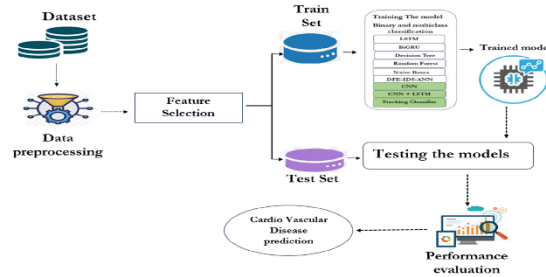 Dataset
Data
preprocessing
Feature
Selection
Train
Set
Test Set
Training The model
Binary and multiclass
classification
LSTM
BiGRU
Decision Tree
Random Forest
Naive Bayes
DPE-IDS-ANN
CNN
CNN + LSTM
Stacking Classifier
Trained model
Testing the models
Performance
evaluation
Cardio Vascular
Disease
prediction